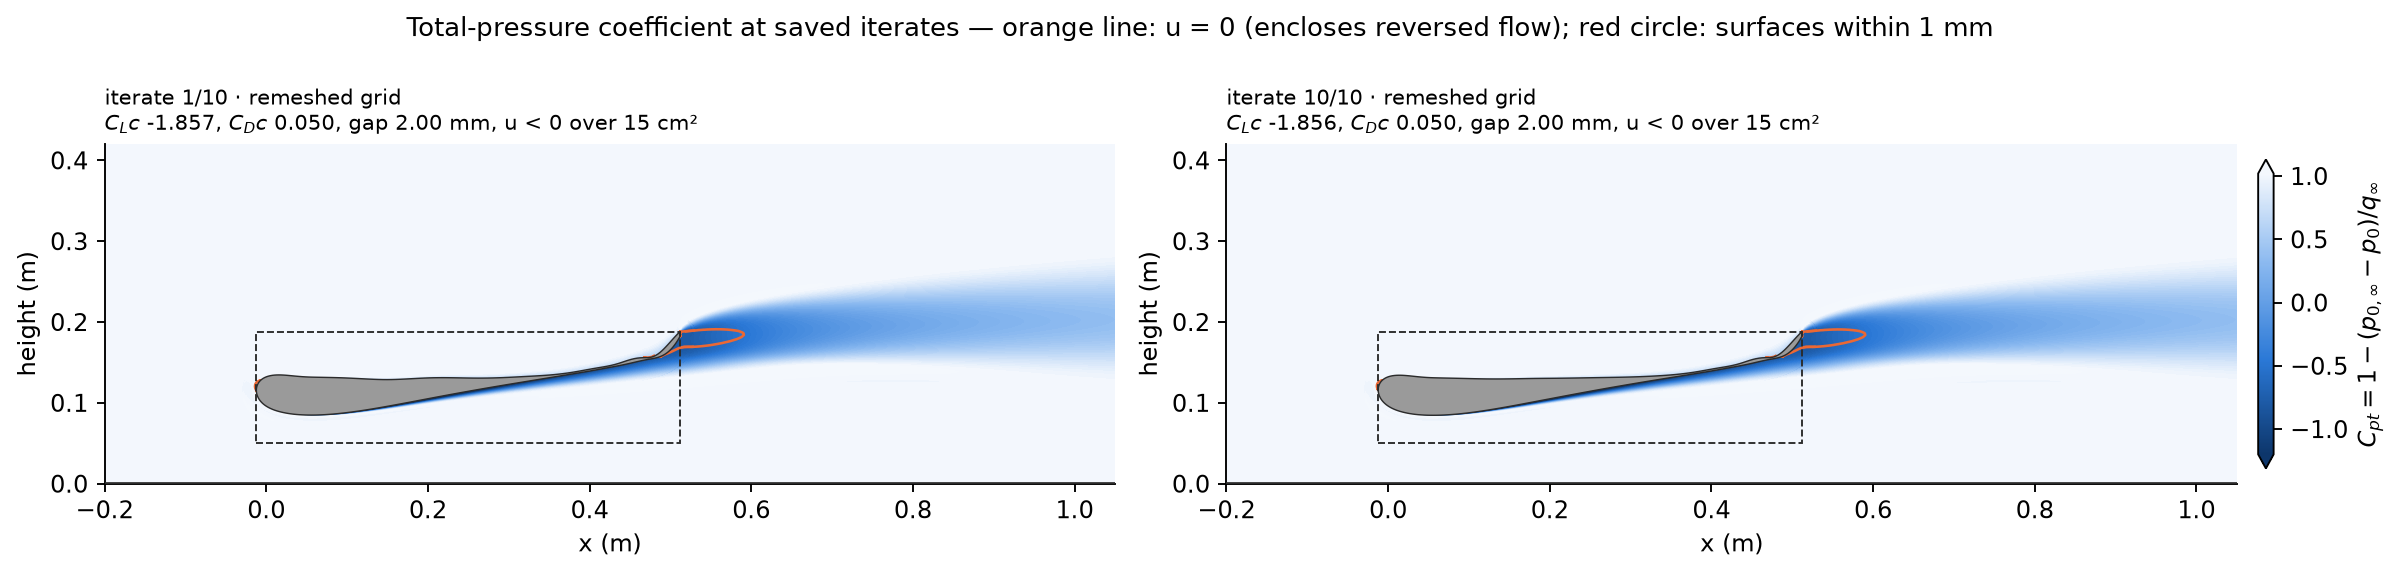 Total-pressure coefficient at saved iterates — orange line: u = 0 (encloses reversed flow); red circle: surfaces within 1 mm
iterate 1/10 · remeshed grid
C_Lc -1.857, C_Dc 0.050, gap 2.00 mm, u < 0 over 15 cm²
0.4
0.3
0.2
0.1
0.0
height (m)
−0.2 0.0 0.2 0.4 0.6 0.8 1.0
x (m)
iterate 10/10 · remeshed grid
C_Lc -1.856, C_Dc 0.050, gap 2.00 mm, u < 0 over 15 cm²
0.4
0.3
0.2
0.1
0.0
height (m)
−0.2 0.0 0.2 0.4 0.6 0.8 1.0
x (m)
1.0
0.5
0.0
−0.5
−1.0
C_pt = 1 − (p_0,∞ − p_0)/q_∞